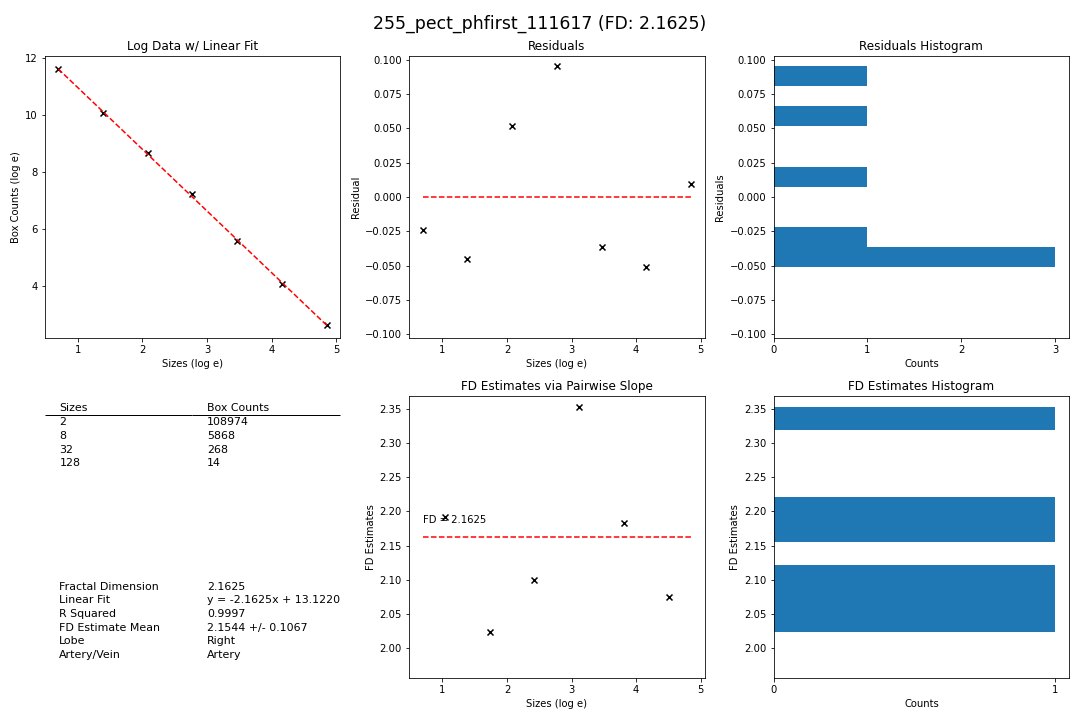 255_pect_phfirst_111617 (FD: 2.1625)
Log Data w/ Linear Fit
12
10
8
6
4
Box Counts (log e)
1 2 3 4 5
Sizes (log e)
Residuals
0.100
0.075
0.050
0.025
0.000
−0.025
−0.050
−0.075
−0.100
Residual
1 2 3 4 5
Sizes (log e)
Residuals Histogram
0.100
0.075
0.050
0.025
0.000
−0.025
−0.050
−0.075
−0.100
Residuals
0 1 2 3
Counts
Sizes Box Counts
2 108974
8 5868
32 268
128 14
Fractal Dimension 2.1625
Linear Fit y = -2.1625x + 13.1220
R Squared 0.9997
FD Estimate Mean 2.1544 +/- 0.1067
Lobe Right
Artery/Vein Artery
FD Estimates via Pairwise Slope
2.35
2.30
2.25
2.20
2.15
2.10
2.05
2.00
FD Estimates
FD = 2.1625
1 2 3 4 5
Sizes (log e)
FD Estimates Histogram
2.35
2.30
2.25
2.20
2.15
2.10
2.05
2.00
FD Estimates
0 1
Counts